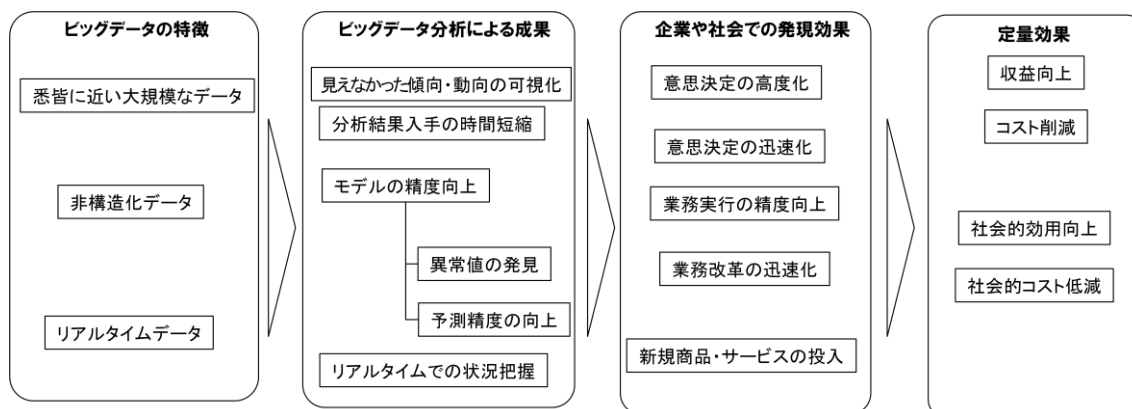 ビッグデータの特徴
悉皆に近い大規模なデータ
非構造化データ
リアルタイムデータ
ビッグデータ分析による成果
見えなかった傾向・動向の可視化
分析結果入手の時間短縮
モデルの精度向上
異常値の発見
予測精度の向上
リアルタイムでの状況把握
企業や社会での発現効果
意思決定の高度化
意思決定の迅速化
業務実行の精度向上
業務改革の迅速化
新規商品・サービスの投入
定量効果
収益向上
コスト削減
社会的効用向上
社会的コスト低減